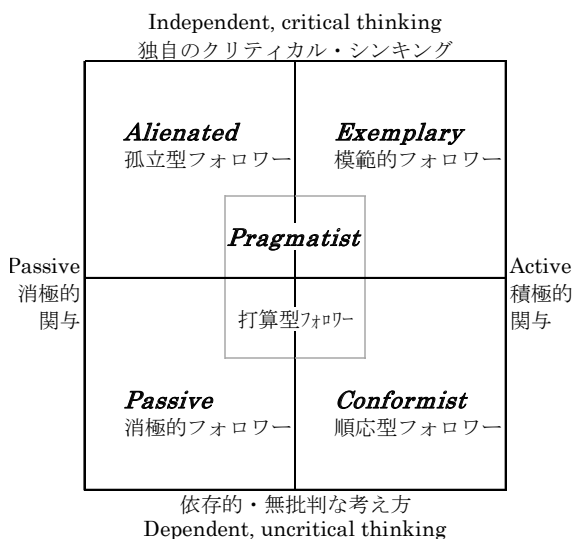 Independent, critical thinking
独自のクリティカル・シンキング
Alienated
孤立型フォロワー
Exemplary
模範的フォロワー
Pragmatist
打算型フォロワー
Passive
消極的
関与
Active
積極的
関与
Passive
消極的フォロワー
Conformist
順応型フォロワー
依存的・無批判な考え方
Dependent, uncritical thinking